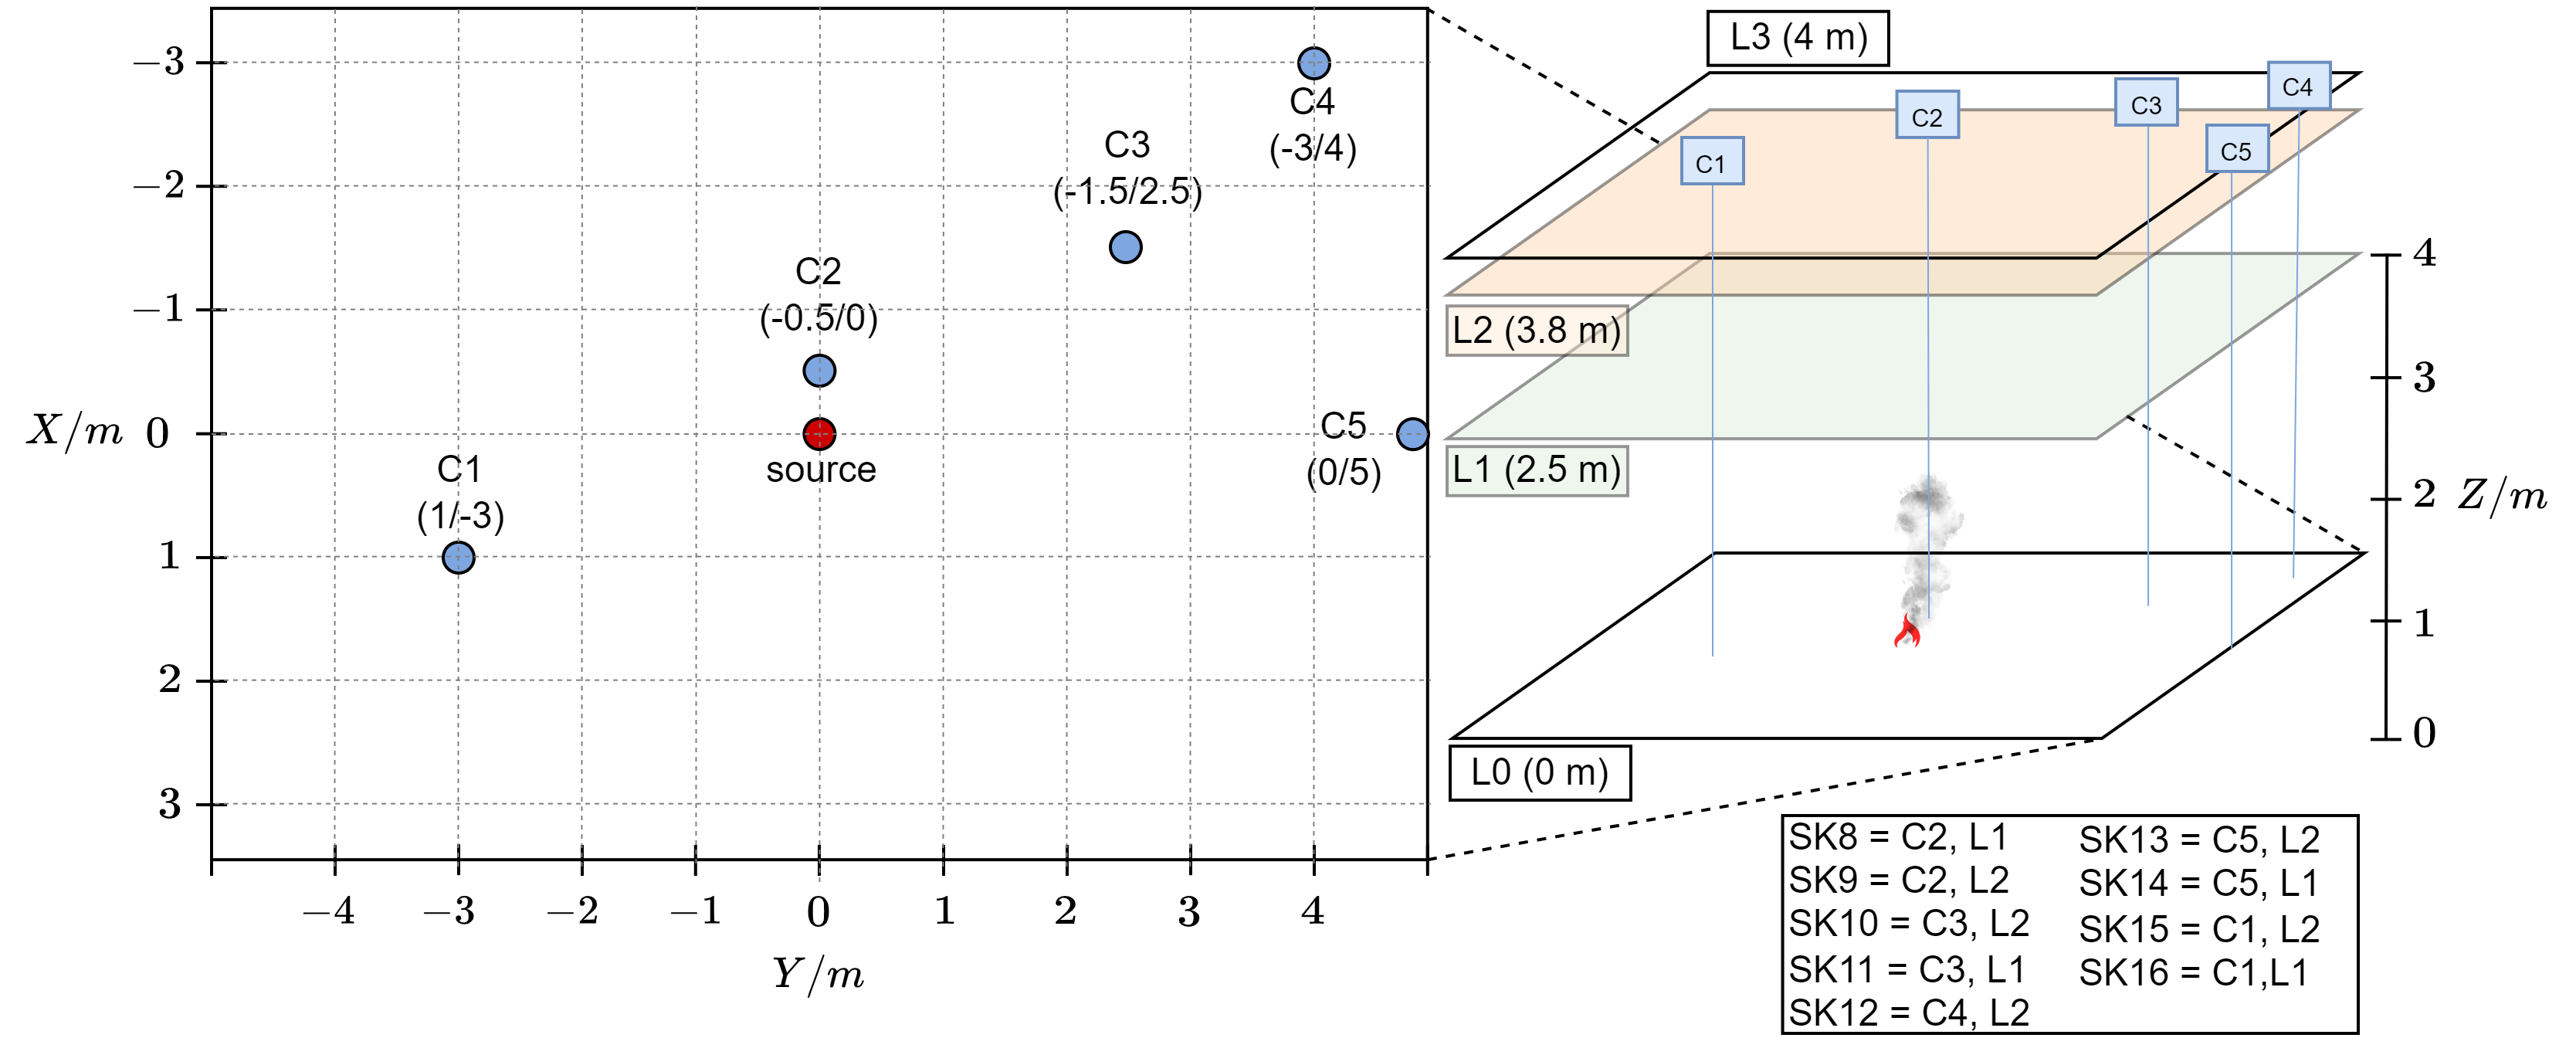 −3
−2
−1
X/m 0
1
2
3
−4 −3 −2 −1 0 1 2 3 4
Y/m
C4
(-3/4)
C3
(-1.5/2.5)
C2
(-0.5/0)
source
C5
(0/5)
C1
(1/-3)
L3 (4 m)
C1
C2
C3
C4
C5
L2 (3.8 m)
L1 (2.5 m)
L0 (0 m)
4
3
2 Z/m
1
0
SK8 = C2, L1
SK9 = C2, L2
SK10 = C3, L2
SK11 = C3, L1
SK12 = C4, L2
SK13 = C5, L2
SK14 = C5, L1
SK15 = C1, L2
SK16 = C1,L1